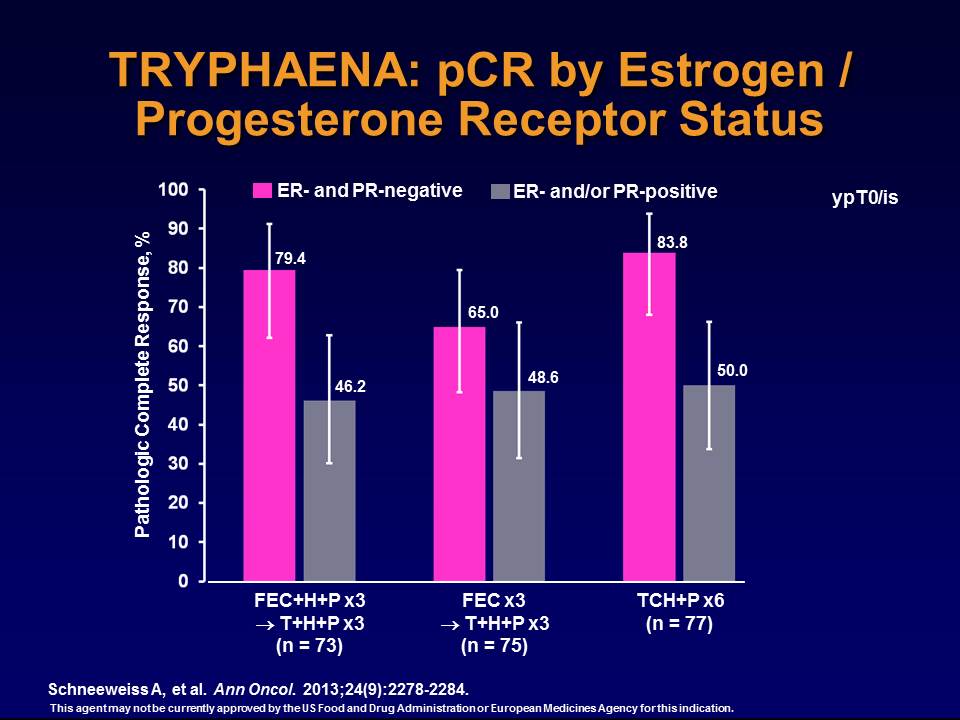 TRYPHAENA: pCR by Estrogen /
Progesterone Receptor Status
ER- and PR-negative
ER- and/or PR-positive
ypT0/is
Pathologic Complete Response, %
100
90
80
70
60
50
40
30
20
10
0
79.4
46.2
65.0
48.6
83.8
50.0
FEC+H+P x3
→ T+H+P x3
(n = 73)
FEC x3
→ T+H+P x3
(n = 75)
TCH+P x6
(n = 77)
Schneeweiss A, et al. Ann Oncol. 2013;24(9):2278-2284.
This agent may not be currently approved by the US Food and Drug Administration or European Medicines Agency for this indication.